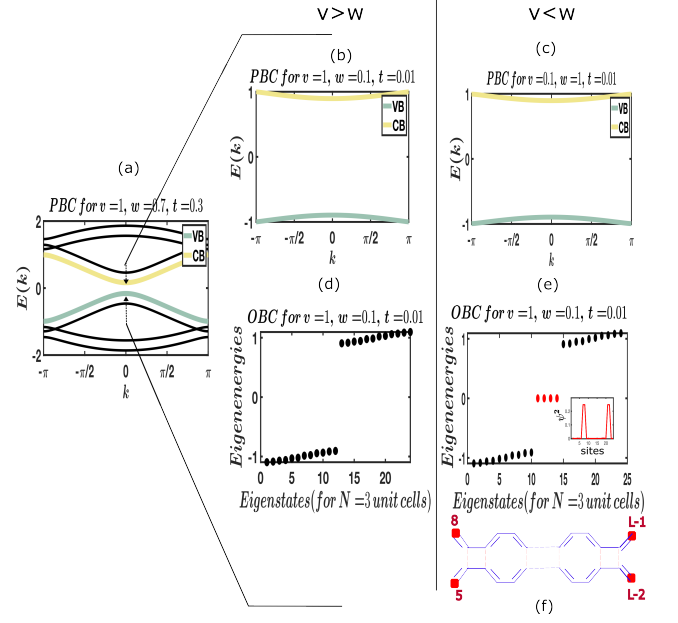 v>w
v<w
(a)
PBC for v = 1, w = 0.7, t = 0.3
VB
CB
E(k)
2
1
0
-1
-2
-π
-π/2
0
π/2
π
k
(b)
PBC for v = 1, w = 0.1, t = 0.01
VB
CB
E(k)
1
0
-1
-π
-π/2
0
π/2
π
k
(c)
PBC for v = 0.1, w = 1, t = 0.01
VB
CB
E(k)
1
0
-1
-π
-π/2
0
π/2
π
k
(d)
OBC for v = 1, w = 0.1, t = 0.01
Eigenenergies
1
0
-1
0
5
10
15
20
Eigenstates(for N = 3 unit cells)
(e)
OBC for v = 1, w = 0.1, t = 0.01
Eigenenergies
1
0
-1
0
5
10
15
20
25
ψ²
sites
Eigenstates(for N = 3 unit cells)
8
5
L-1
L-2
(f)